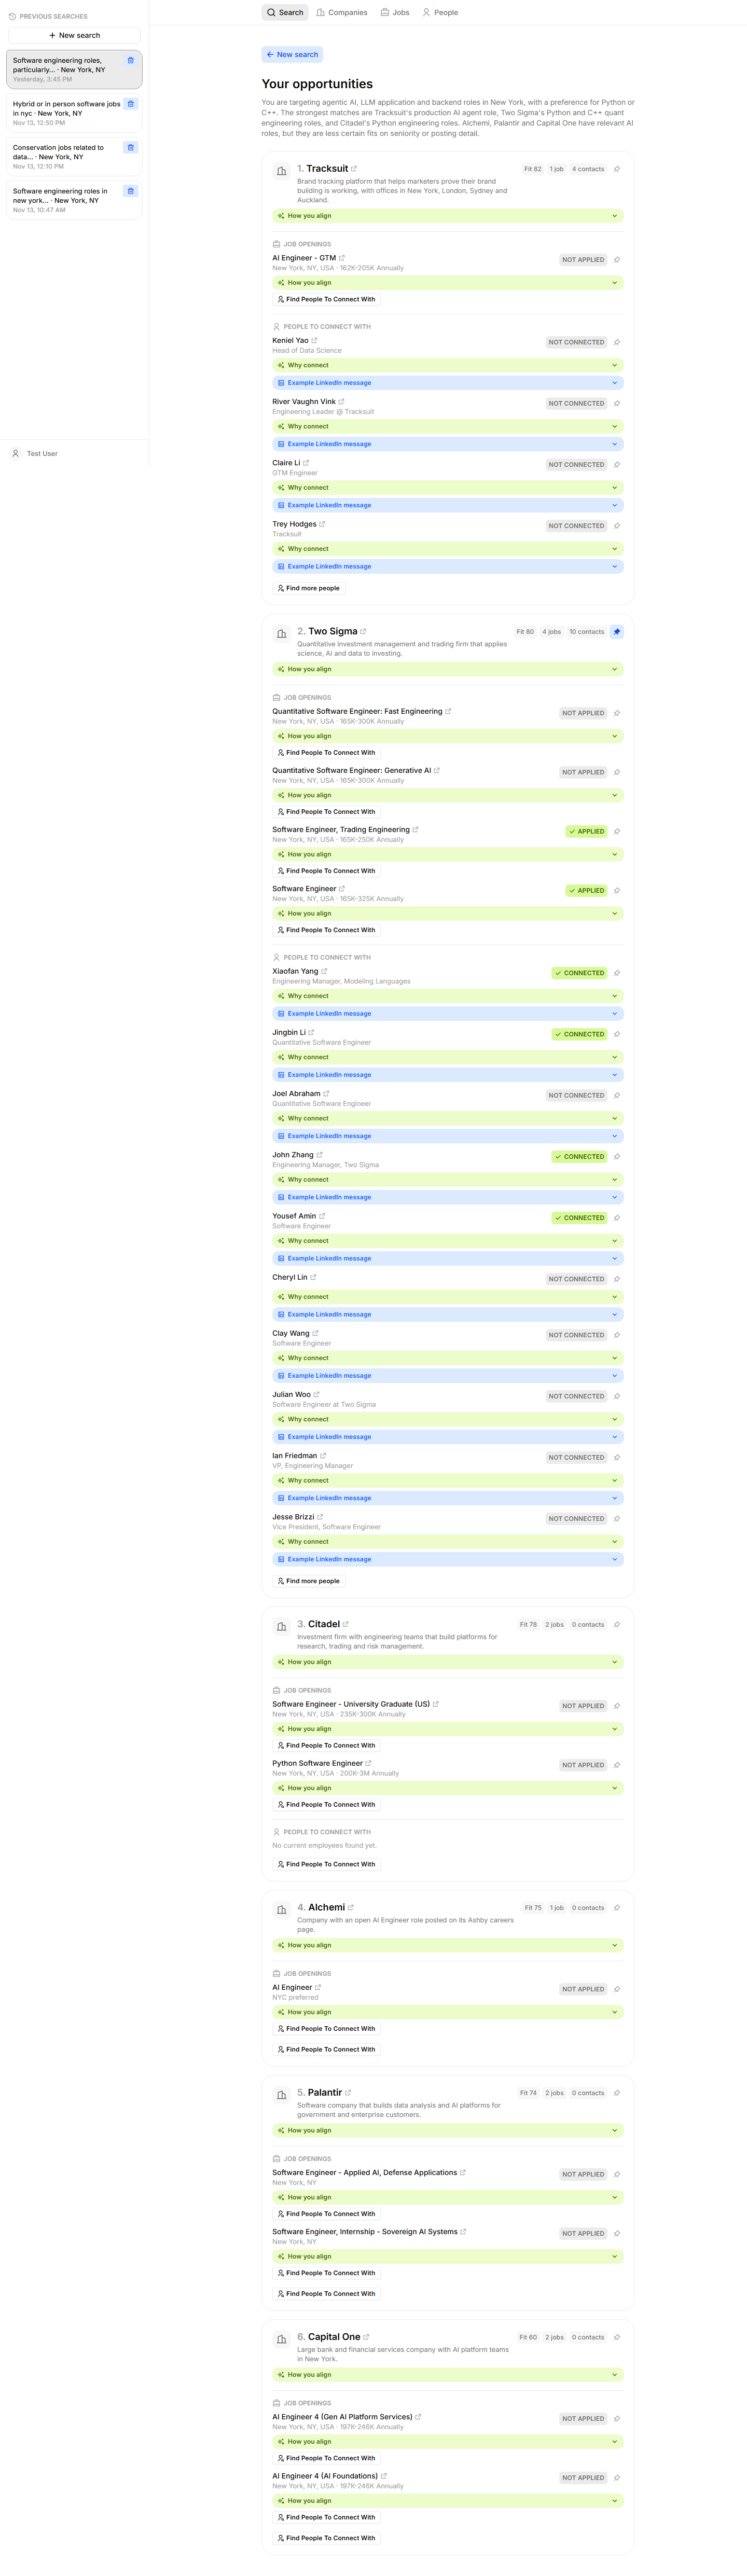 PREVIOUS SEARCHES
+ New search
Software engineering roles,
particularly... · New York, NY
Yesterday, 3:45 PM
Hybrid or in person software jobs
in nyc · New York, NY
Nov 13, 12:50 PM
Conservation jobs related to
data... · New York, NY
Nov 13, 12:10 PM
Software engineering roles in
new york... · New York, NY
Nov 13, 10:47 AM
Test User
Search
Companies
Jobs
People
New search
Your opportunities
You are targeting agentic AI, LLM application and backend roles in New York, with a preference for Python or
C++. The strongest matches are Tracksuit's production AI agent role, Two Sigma's Python and C++ quant
engineering roles, and Citadel's Python engineering roles. Alchemi, Palantir and Capital One have relevant AI
roles, but they are less certain fits on seniority or posting detail.
1. Tracksuit
Fit 82
1 job
4 contacts
Brand tracking platform that helps marketers prove their brand
building is working, with offices in New York, London, Sydney and
Auckland.
How you align
JOB OPENINGS
AI Engineer - GTM
NOT APPLIED
New York, NY, USA · 162K-205K Annually
How you align
Find People To Connect With
PEOPLE TO CONNECT WITH
Keniel Yao
NOT CONNECTED
Head of Data Science
Why connect
Example LinkedIn message
River Vaughn Vink
NOT CONNECTED
Engineering Leader @ Tracksuit
Why connect
Example LinkedIn message
Claire Li
NOT CONNECTED
GTM Engineer
Why connect
Example LinkedIn message
Trey Hodges
NOT CONNECTED
Tracksuit
Why connect
Example LinkedIn message
Find more people
2. Two Sigma
Fit 80
4 jobs
10 contacts
Quantitative investment management and trading firm that applies
science, AI and data to investing.
How you align
JOB OPENINGS
Quantitative Software Engineer: Fast Engineering
NOT APPLIED
New York, NY, USA · 165K-300K Annually
How you align
Find People To Connect With
Quantitative Software Engineer: Generative AI
NOT APPLIED
New York, NY, USA · 165K-300K Annually
How you align
Find People To Connect With
Software Engineer, Trading Engineering
APPLIED
New York, NY, USA · 165K-250K Annually
How you align
Find People To Connect With
Software Engineer
APPLIED
New York, NY, USA · 165K-325K Annually
How you align
Find People To Connect With
PEOPLE TO CONNECT WITH
Xiaofan Yang
CONNECTED
Engineering Manager, Modeling Languages
Why connect
Example LinkedIn message
Jingbin Li
CONNECTED
Quantitative Software Engineer
Why connect
Example LinkedIn message
Joel Abraham
NOT CONNECTED
Quantitative Software Engineer
Why connect
Example LinkedIn message
John Zhang
CONNECTED
Engineering Manager, Two Sigma
Why connect
Example LinkedIn message
Yousef Amin
CONNECTED
Software Engineer
Why connect
Example LinkedIn message
Cheryl Lin
NOT CONNECTED
Why connect
Example LinkedIn message
Clay Wang
NOT CONNECTED
Software Engineer
Why connect
Example LinkedIn message
Julian Woo
NOT CONNECTED
Software Engineer at Two Sigma
Why connect
Example LinkedIn message
Ian Friedman
NOT CONNECTED
VP, Engineering Manager
Why connect
Example LinkedIn message
Jesse Brizzi
NOT CONNECTED
Vice President, Software Engineer
Why connect
Example LinkedIn message
Find more people
3. Citadel
Fit 78
2 jobs
0 contacts
Investment firm with engineering teams that build platforms for
research, trading and risk management.
How you align
JOB OPENINGS
Software Engineer - University Graduate (US)
NOT APPLIED
New York, NY, USA · 235K-300K Annually
How you align
Find People To Connect With
Python Software Engineer
NOT APPLIED
New York, NY, USA · 200K-3M Annually
How you align
Find People To Connect With
PEOPLE TO CONNECT WITH
No current employees found yet.
Find People To Connect With
4. Alchemi
Fit 75
1 job
0 contacts
Company with an open AI Engineer role posted on its Ashby careers
page.
How you align
JOB OPENINGS
AI Engineer
NOT APPLIED
NYC preferred
How you align
Find People To Connect With
Find People To Connect With
5. Palantir
Fit 74
2 jobs
0 contacts
Software company that builds data analysis and AI platforms for
government and enterprise customers.
How you align
JOB OPENINGS
Software Engineer - Applied AI, Defense Applications
NOT APPLIED
New York, NY
How you align
Find People To Connect With
Software Engineer, Internship - Sovereign AI Systems
NOT APPLIED
New York, NY
How you align
Find People To Connect With
Find People To Connect With
6. Capital One
Fit 60
2 jobs
0 contacts
Large bank and financial services company with AI platform teams
in New York.
How you align
JOB OPENINGS
AI Engineer 4 (Gen AI Platform Services)
NOT APPLIED
New York, NY, USA · 197K-246K Annually
How you align
Find People To Connect With
AI Engineer 4 (AI Foundations)
NOT APPLIED
New York, NY, USA · 197K-246K Annually
How you align
Find People To Connect With
Find People To Connect With